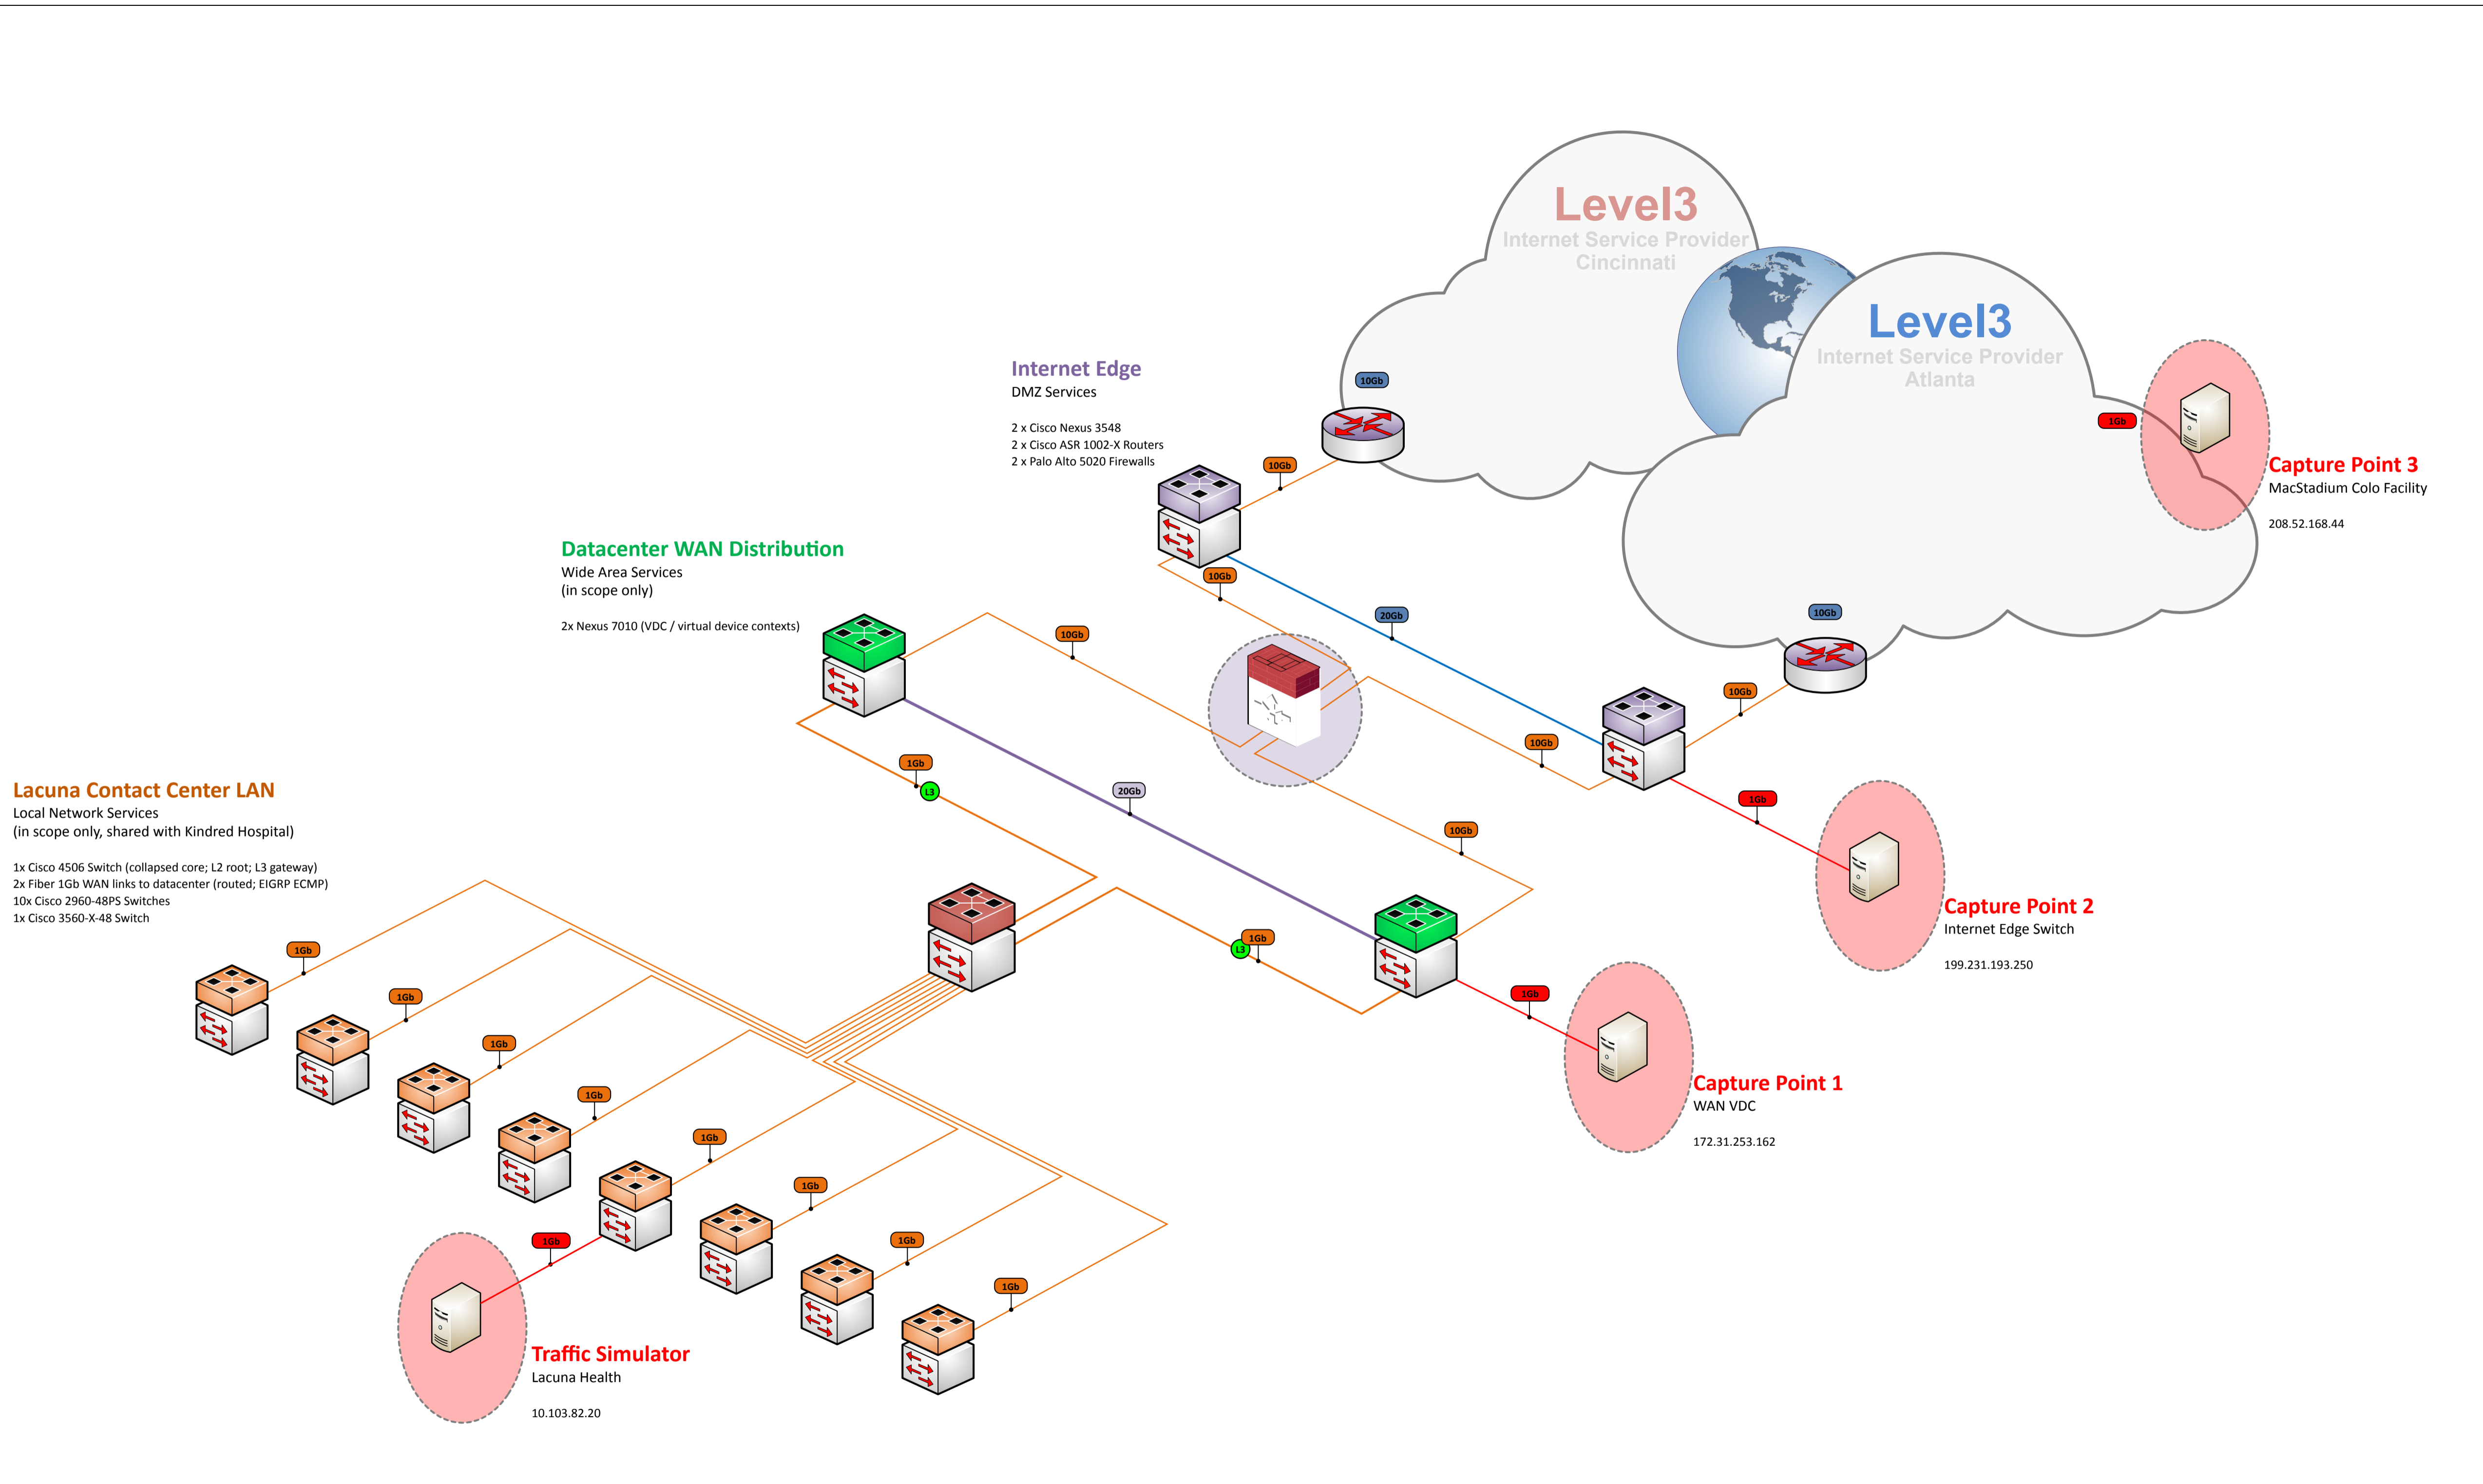 Level3
Internet Service Provider
Cincinnati
Level3
Internet Service Provider
Atlanta
10Gb
1Gb
Capture Point 3
MacStadium Colo Facility
208.52.168.44
Internet Edge
DMZ Services
2 x Cisco Nexus 3548
2 x Cisco ASR 1002-X Routers
2 x Palo Alto 5020 Firewalls
10Gb
10Gb
20Gb
10Gb
10Gb
10Gb
1Gb
Datacenter WAN Distribution
Wide Area Services
(in scope only)
2x Nexus 7010 (VDC / virtual device contexts)
10Gb
1Gb
L3
20Gb
10Gb
Capture Point 2
Internet Edge Switch
199.231.193.250
Lacuna Contact Center LAN
Local Network Services
(in scope only, shared with Kindred Hospital)
1x Cisco 4506 Switch (collapsed core; L2 root; L3 gateway)
2x Fiber 1Gb WAN links to datacenter (routed; EIGRP ECMP)
10x Cisco 2960-48PS Switches
1x Cisco 3560-X-48 Switch
1Gb
L3
1Gb
Capture Point 1
WAN VDC
172.31.253.162
1Gb
1Gb
1Gb
1Gb
1Gb
1Gb
1Gb
1Gb
1Gb
Traffic Simulator
Lacuna Health
10.103.82.20